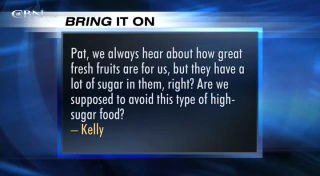 CBN
BRING IT ON
Pat, we always hear about how great
fresh fruits are for us, but they have a
lot of sugar in them, right? Are we
supposed to avoid this type of high-
sugar food?
– Kelly